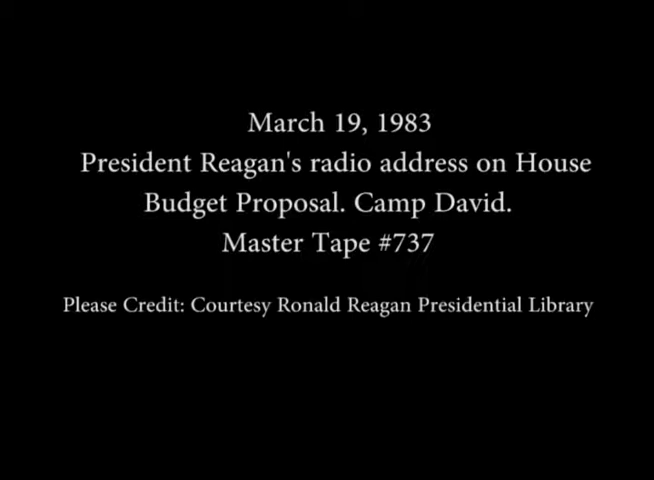 March 19, 1983
President Reagan's radio address on House
Budget Proposal. Camp David.
Master Tape #737
Please Credit: Courtesy Ronald Reagan Presidential Library